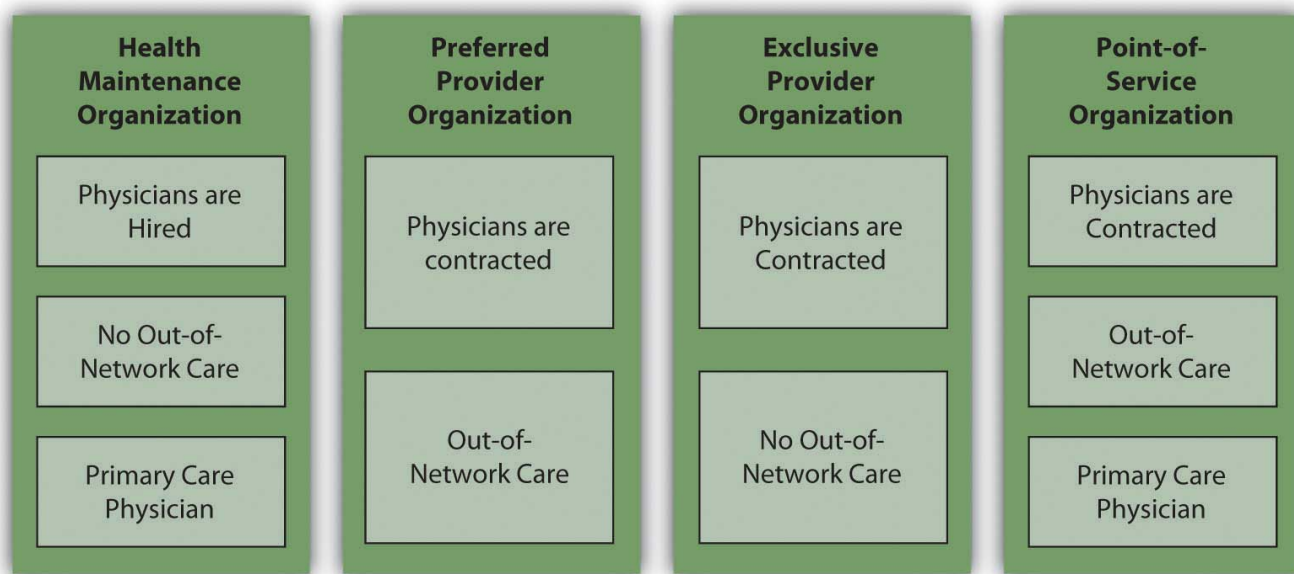 Health
Maintenance
Organization
Physicians are
Hired
No Out-of-
Network Care
Primary Care
Physician
Preferred
Provider
Organization
Physicians are
contracted
Out-of-
Network Care
Exclusive
Provider
Organization
Physicians are
Contracted
No Out-of-
Network Care
Point-of-
Service
Organization
Physicians are
Contracted
Out-of-
Network Care
Primary Care
Physician